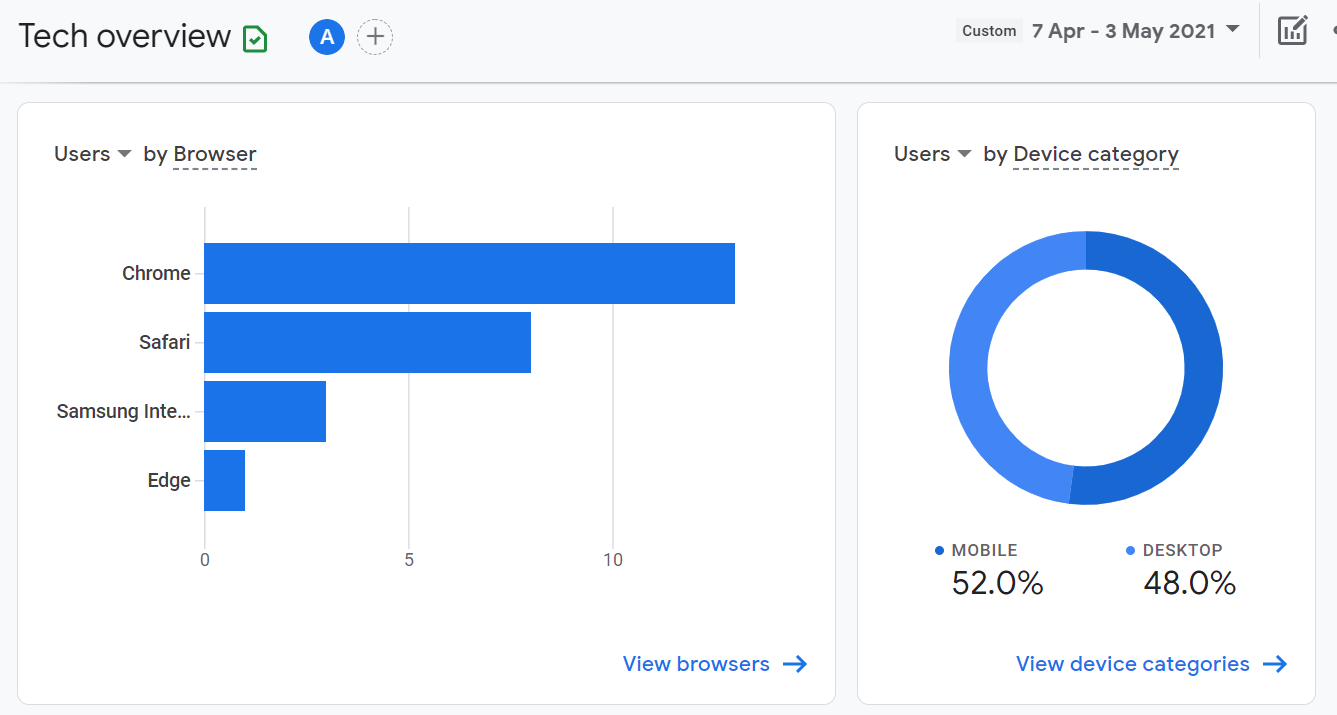 Tech overview
A
Custom 7 Apr - 3 May 2021
Users by Browser
Chrome
Safari
Samsung Inte...
Edge
0 5 10
View browsers
Users by Device category
MOBILE DESKTOP
52.0% 48.0%
View device categories